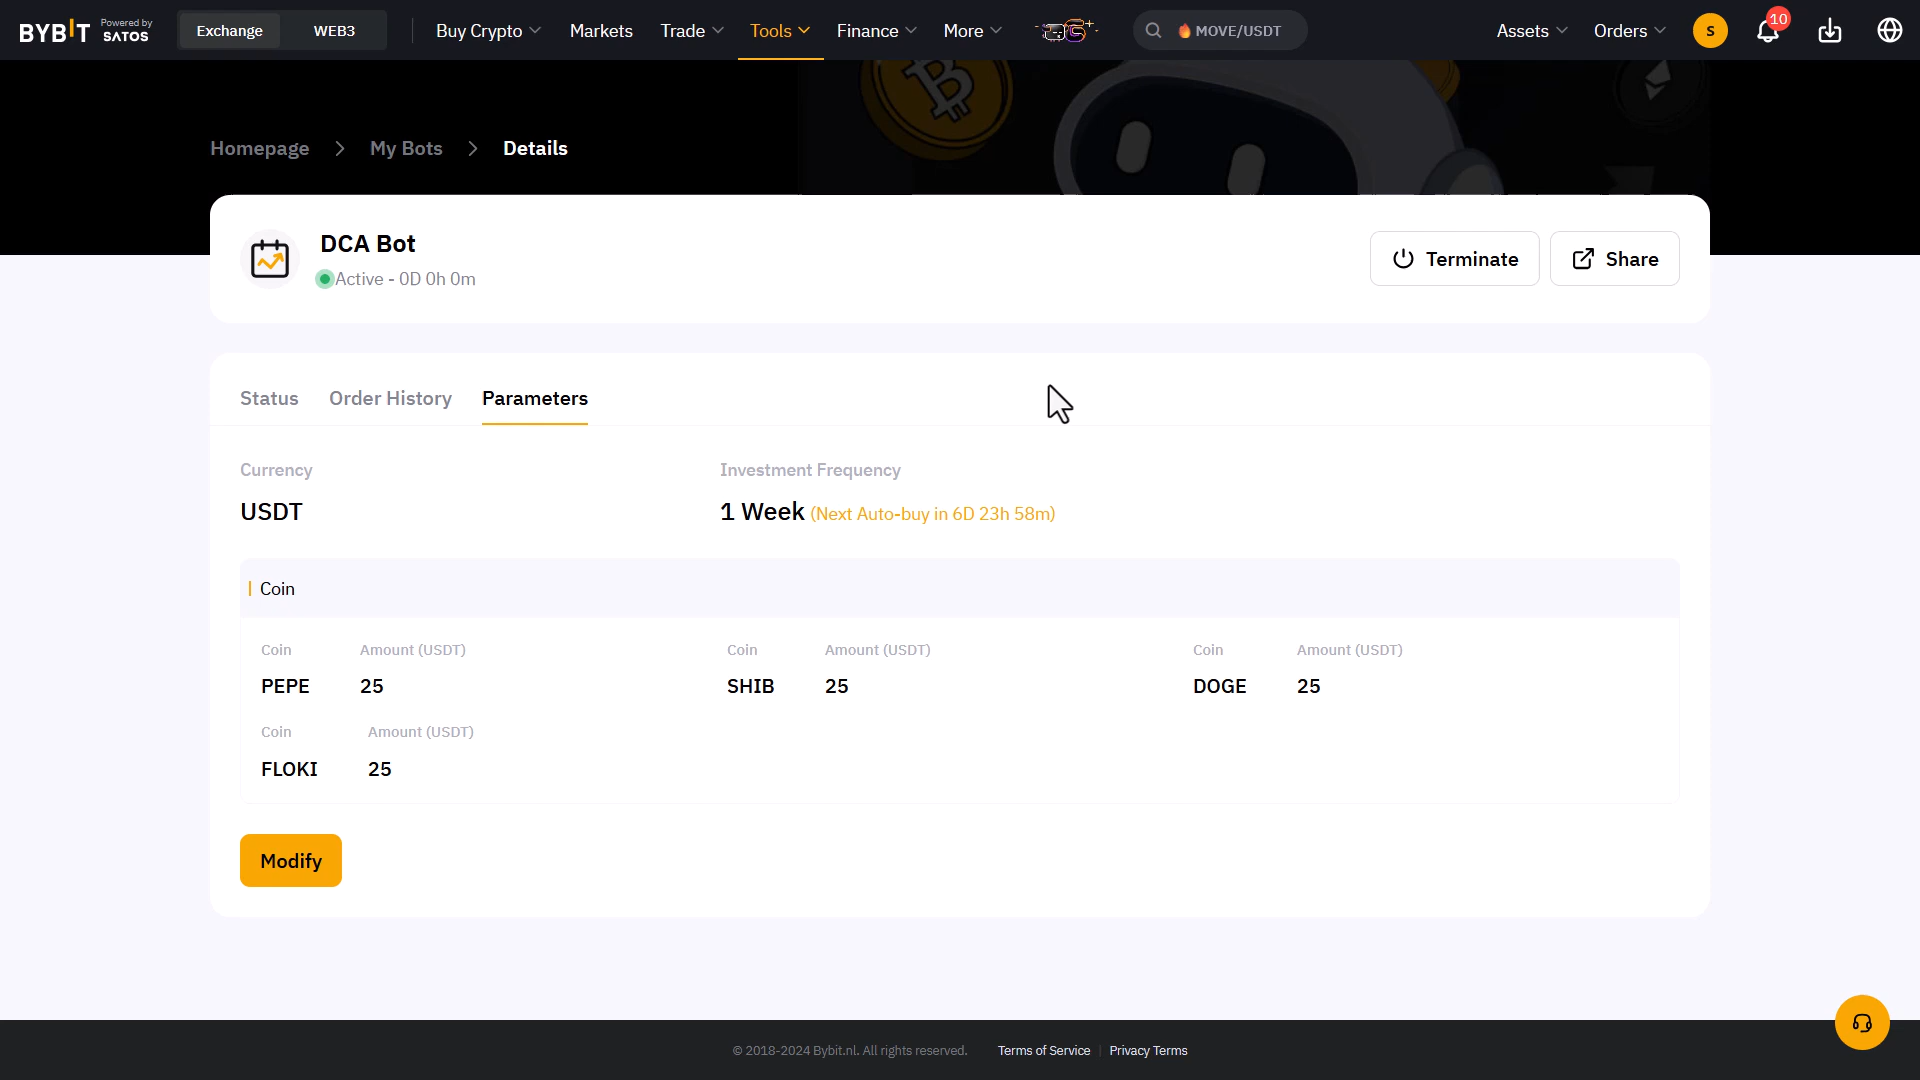 BYBIT Powered by SATOS Exchange WEB3 Buy Crypto Markets Trade Tools Finance More MOVE/USDT Assets Orders S 10
Homepage > My Bots > Details
DCA Bot
Active - 0D 0h 0m
Terminate Share
Status Order History Parameters
Currency Investment Frequency
USDT 1 Week (Next Auto-buy in 6D 23h 58m)
Coin
Coin Amount (USDT) Coin Amount (USDT) Coin Amount (USDT)
PEPE 25 SHIB 25 DOGE 25
Coin Amount (USDT)
FLOKI 25
Modify
© 2018-2024 Bybit.nl. All rights reserved. Terms of Service | Privacy Terms